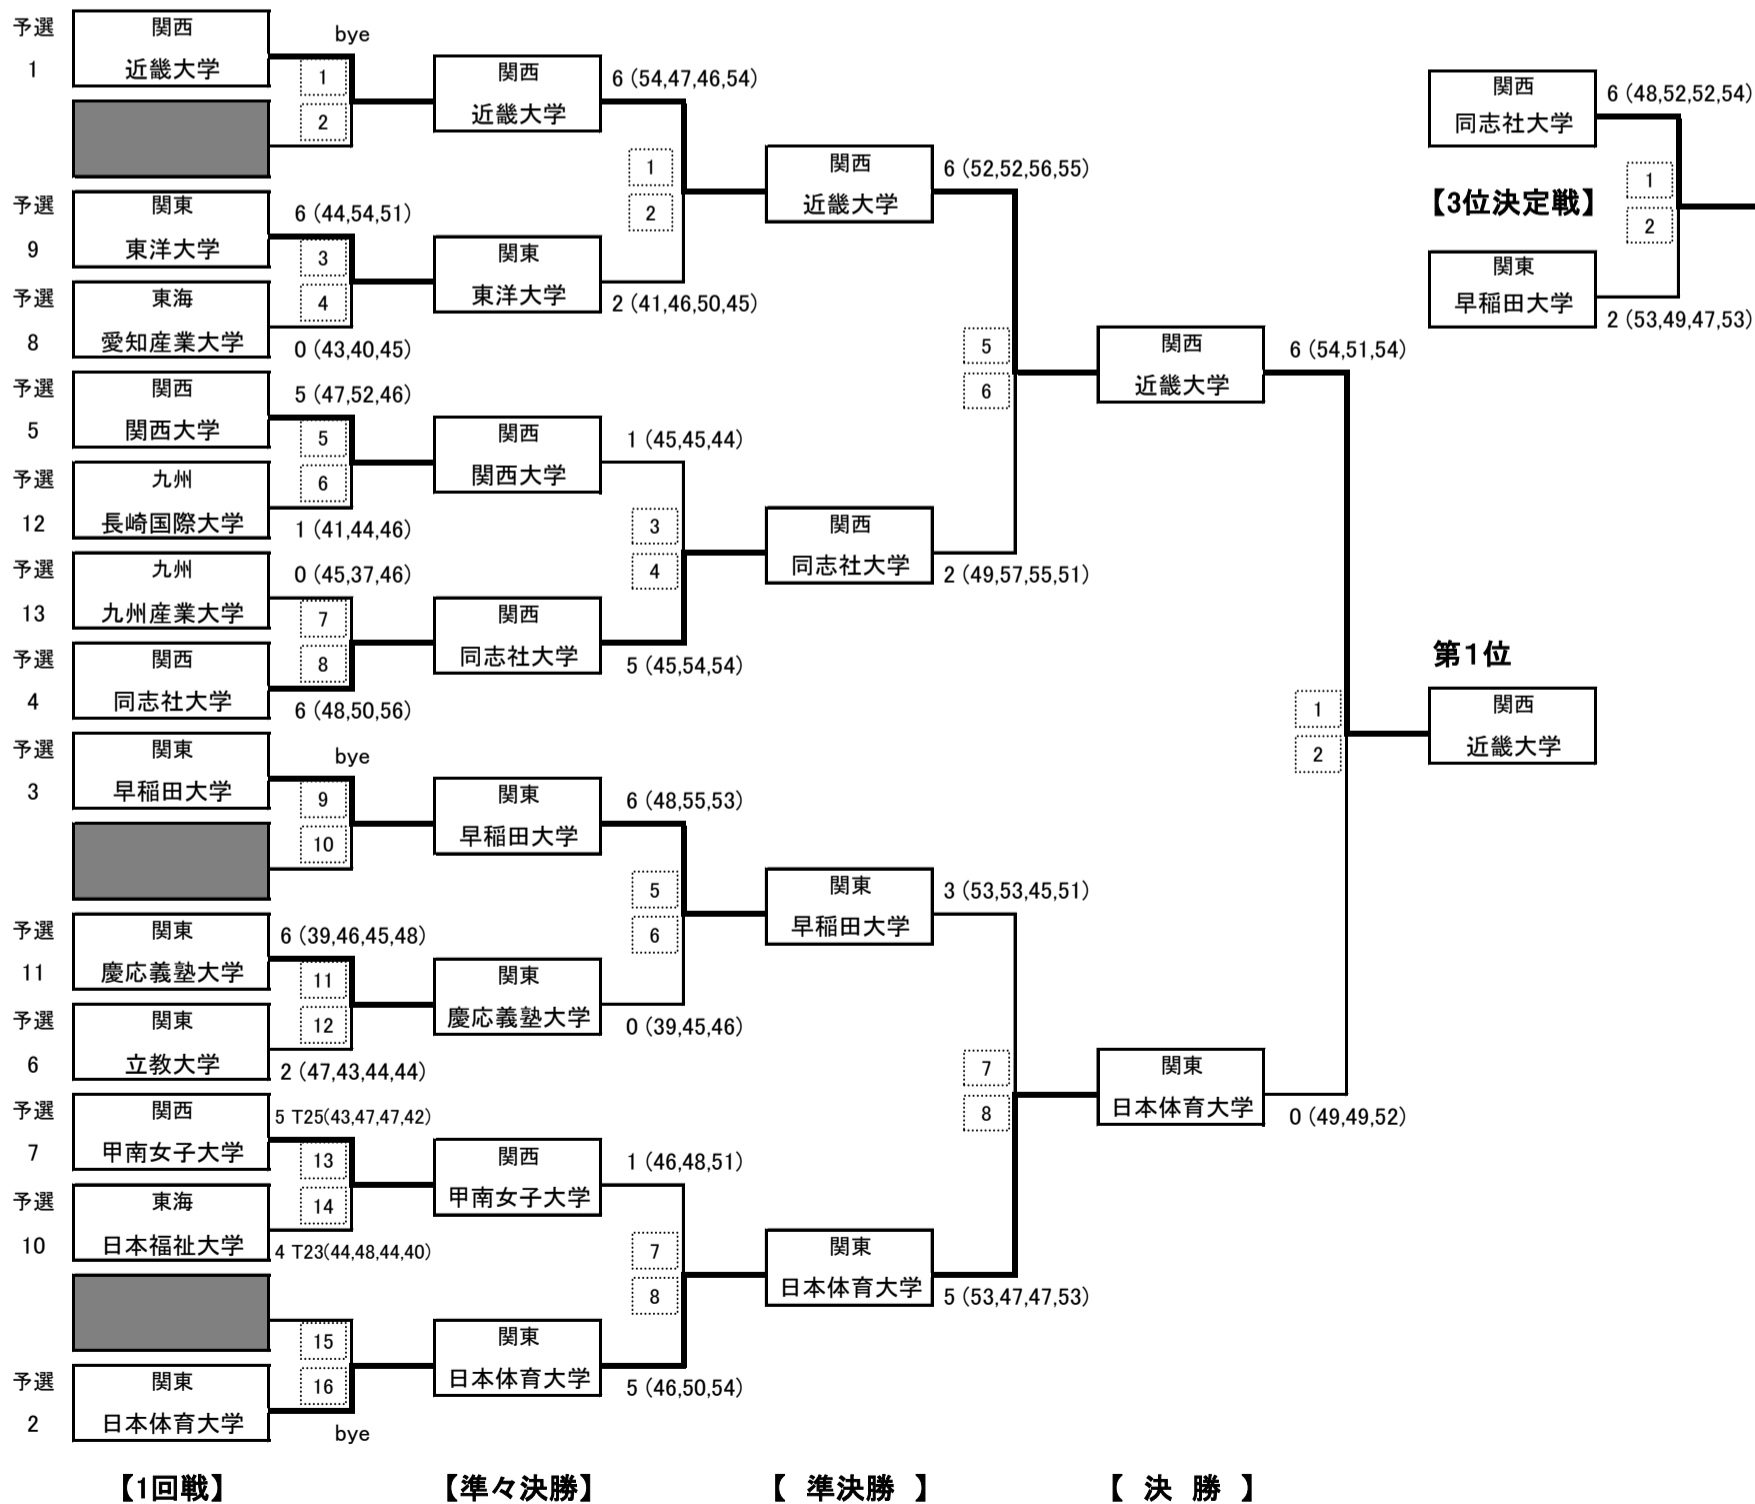 予選
1
関西
近畿大学
bye
1
2
予選
9
関東
東洋大学
6 (44,54,51)
3
4
予選
8
東海
愛知産業大学
0 (43,40,45)
予選
5
関西
関西大学
5 (47,52,46)
5
6
予選
12
九州
長崎国際大学
1 (41,44,46)
予選
13
九州
九州産業大学
0 (45,37,46)
7
8
予選
4
関西
同志社大学
6 (48,50,56)
予選
3
関東
早稲田大学
bye
9
10
予選
11
関東
慶応義塾大学
6 (39,46,45,48)
11
12
予選
6
関東
立教大学
2 (47,43,44,44)
予選
7
関西
甲南女子大学
5 T25(43,47,47,42)
13
14
予選
10
東海
日本福祉大学
4 T23(44,48,44,40)
15
16
予選
2
関東
日本体育大学
bye
【1回戦】
関西
近畿大学
6 (54,47,46,54)
1
2
関東
東洋大学
2 (41,46,50,45)
関西
関西大学
1 (45,45,44)
3
4
関西
同志社大学
5 (45,54,54)
関東
早稲田大学
6 (48,55,53)
5
6
関東
慶応義塾大学
0 (39,45,46)
関西
甲南女子大学
1 (46,48,51)
7
8
関東
日本体育大学
5 (46,50,54)
【準々決勝】
関西
近畿大学
6 (52,52,56,55)
5
6
関西
同志社大学
2 (49,57,55,51)
関東
早稲田大学
3 (53,53,45,51)
7
8
関東
日本体育大学
5 (53,47,47,53)
【 準決勝 】
関西
近畿大学
6 (54,51,54)
1
2
関東
日本体育大学
0 (49,49,52)
【 決 勝 】
関西
同志社大学
6 (48,52,52,54)
【3位決定戦】
1
2
関東
早稲田大学
2 (53,49,47,53)
第１位
関西
近畿大学